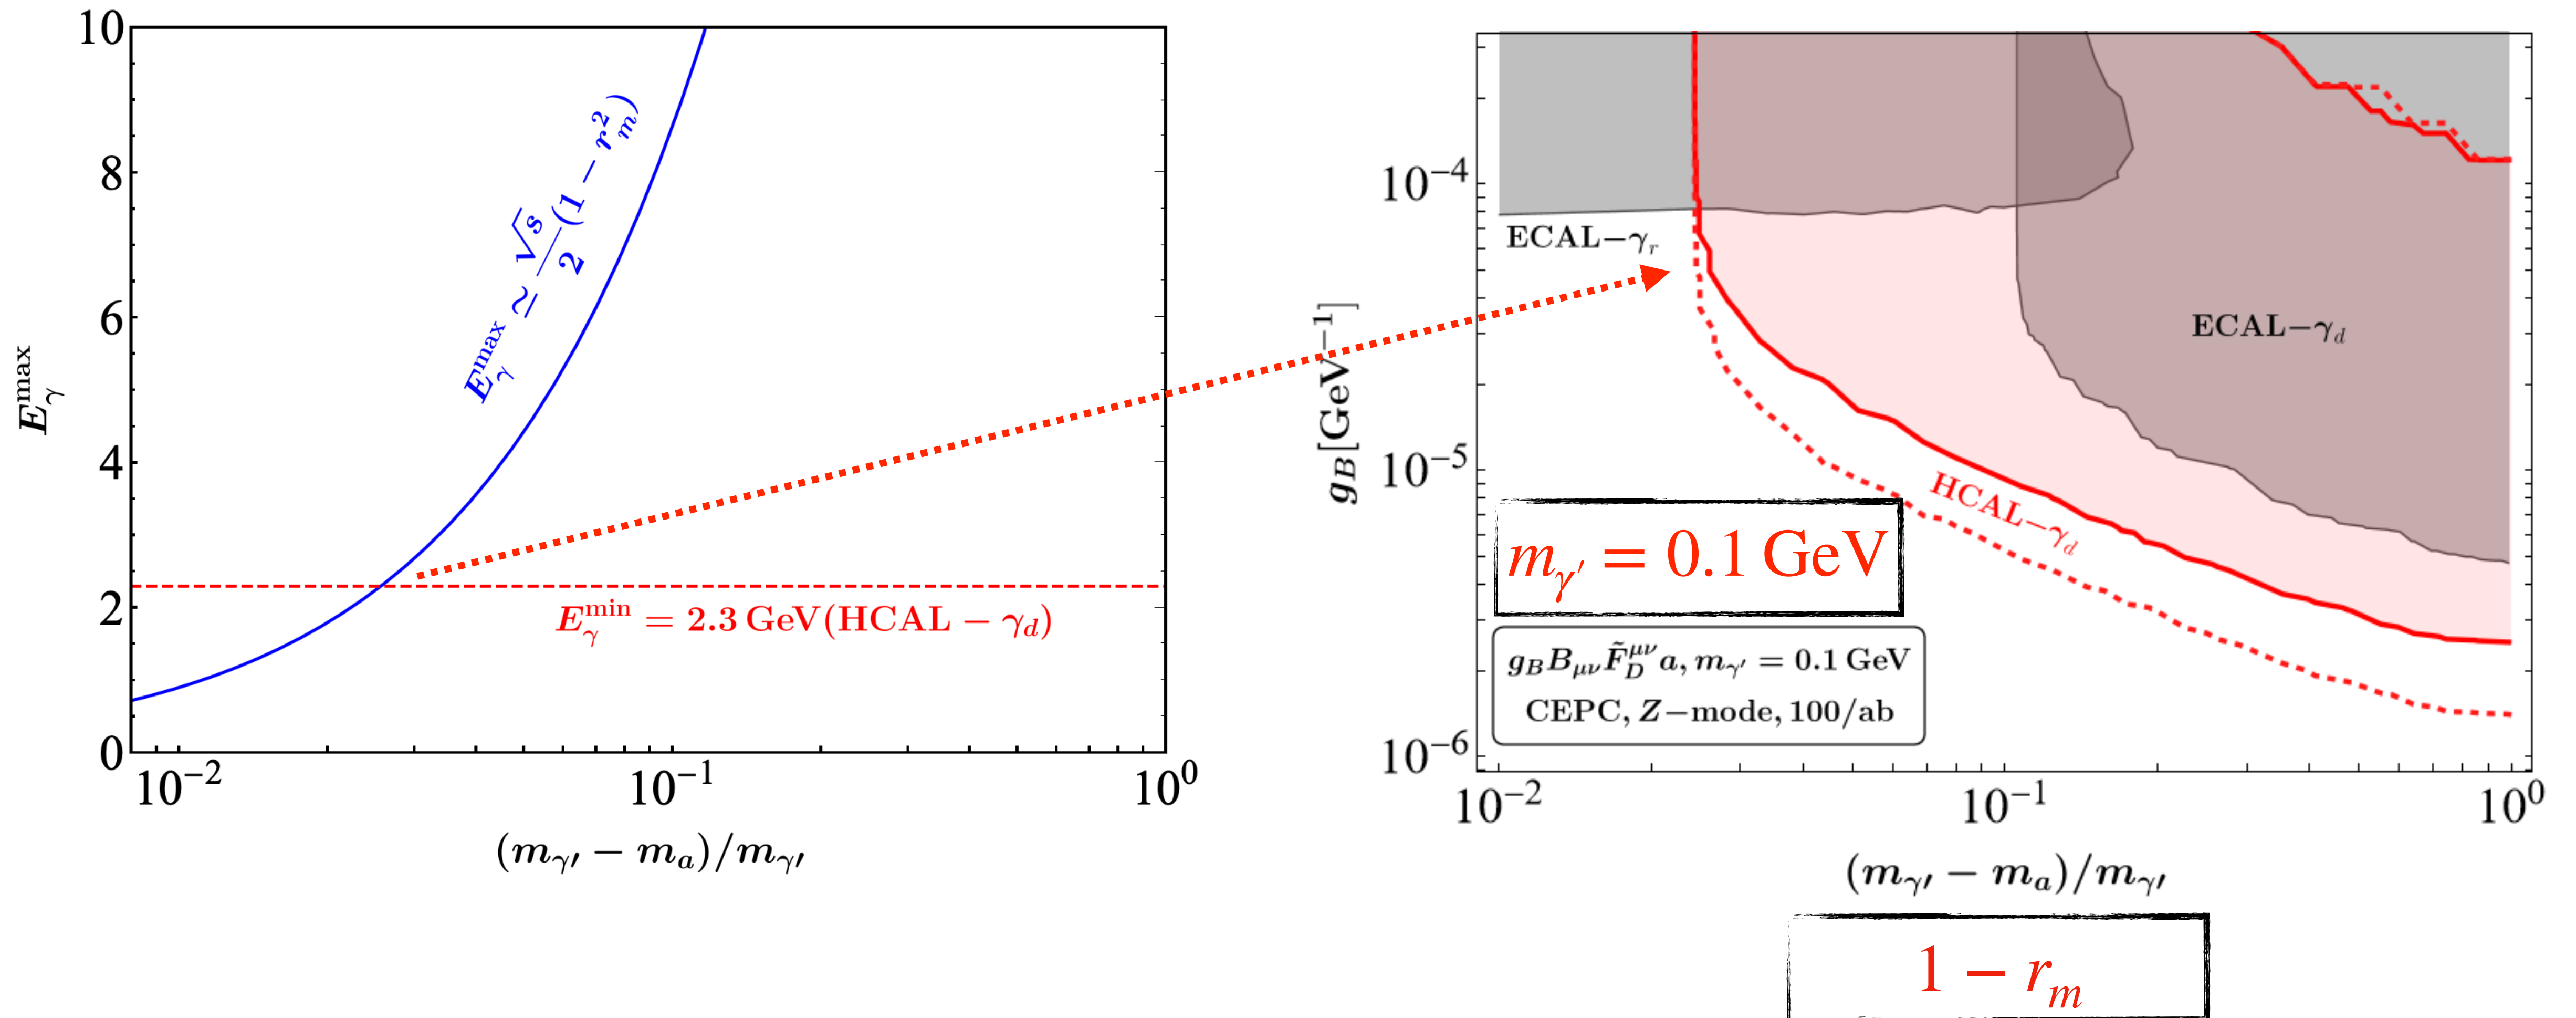 10
8
6
4
2
0
E_γ^max
E_γ^max ≃ √s/2 (1 − r_m^2)
E_γ^min = 2.3 GeV(HCAL − γ_d)
10^−2
10^−1
10^0
(m_γ′ − m_a)/m_γ′
g_B[GeV^−1]
10^−4
10^−5
10^−6
ECAL−γ_r
ECAL−γ_d
HCAL−γ_d
m_γ′ = 0.1 GeV
g_B B_μν F̃_D^μν a, m_γ′ = 0.1 GeV
CEPC, Z−mode, 100/ab
10^−2
10^−1
10^0
(m_γ′ − m_a)/m_γ′
1 − r_m